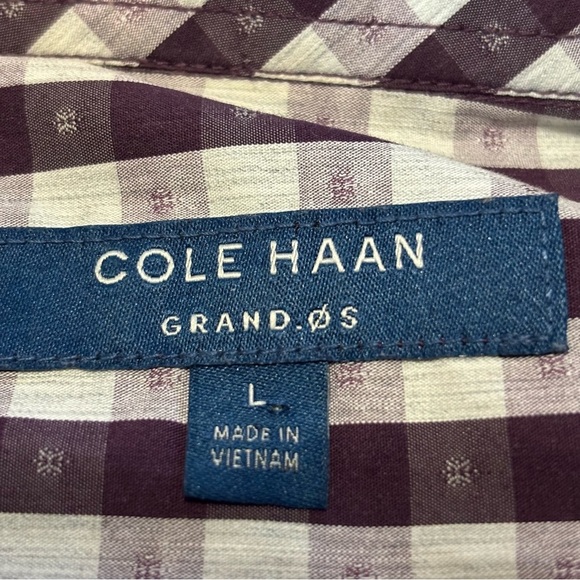 COLE HAAN
GRAND.ØS
L
MADE IN
VIETNAM